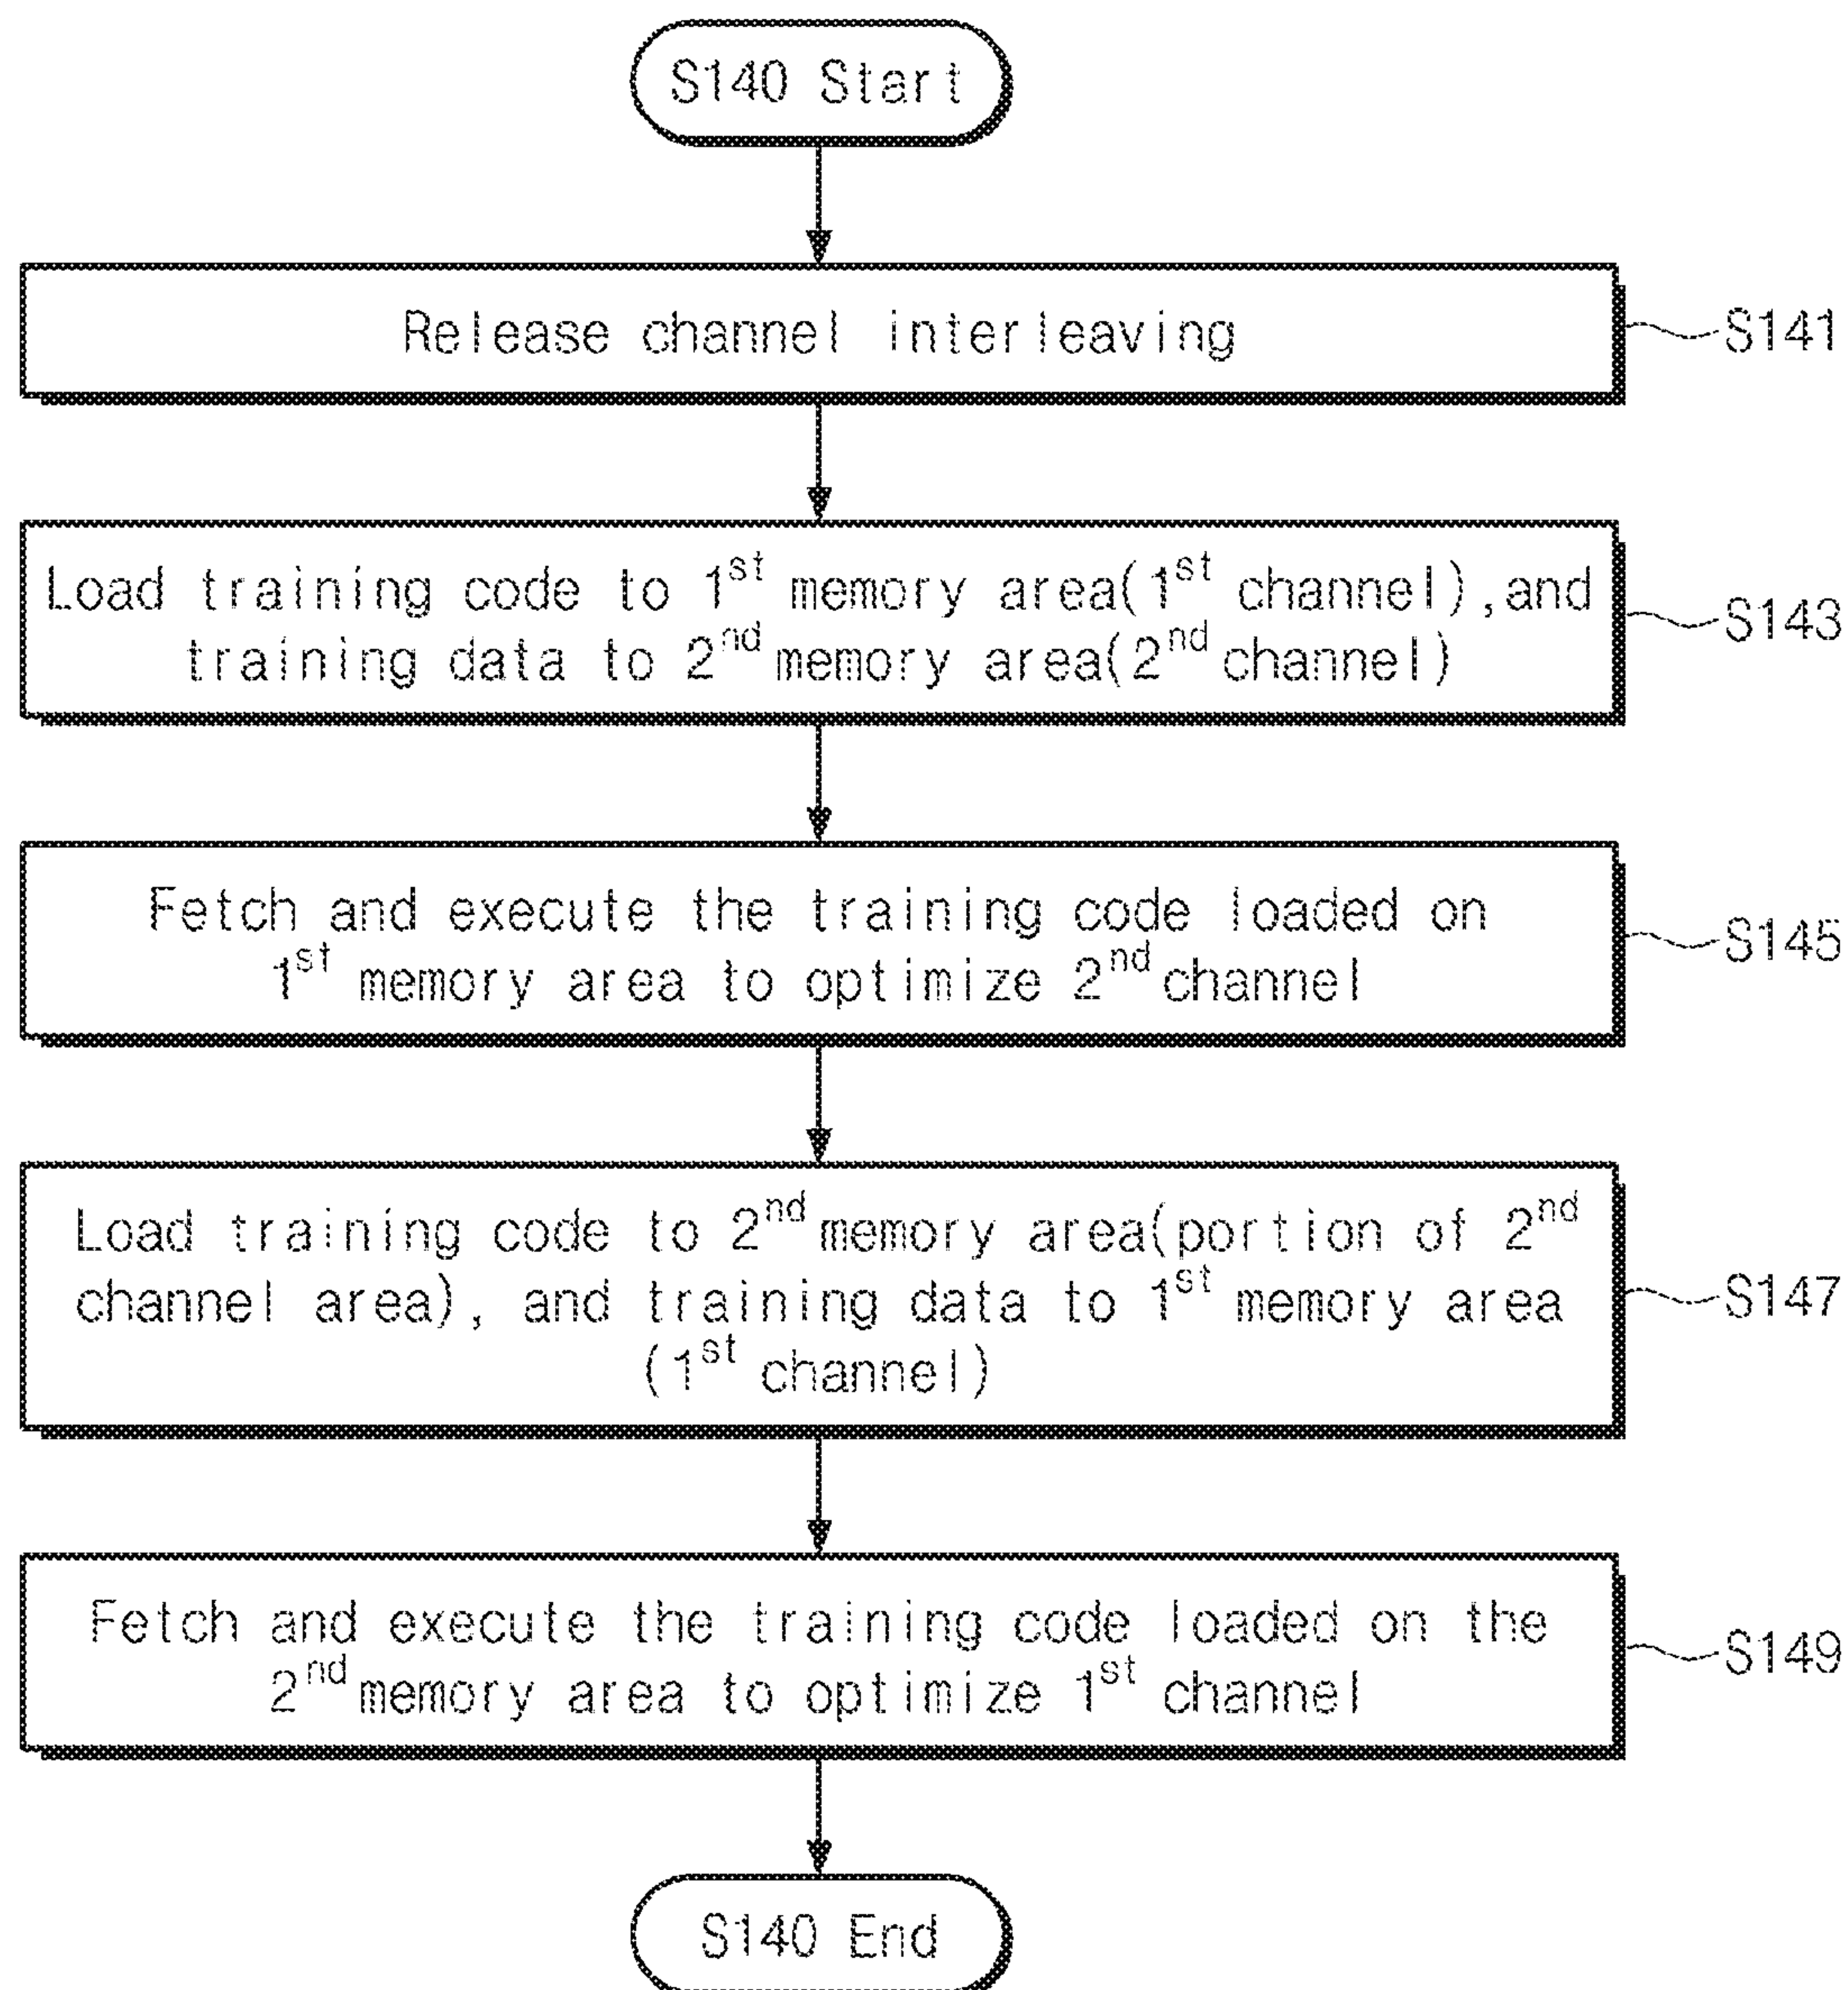 S140 Start
Release channel interleaving
S141
Load training code to 1st memory area(1st channel),and
training data to 2nd memory area(2nd channel)
S143
Fetch and execute the training code loaded on
1st memory area to optimize 2nd channel
S145
Load training code to 2nd memory area(portion of 2nd
channel area), and training data to 1st memory area
(1st channel)
S147
Fetch and execute the training code loaded on the
2nd memory area to optimize 1st channel
S149
S140 End